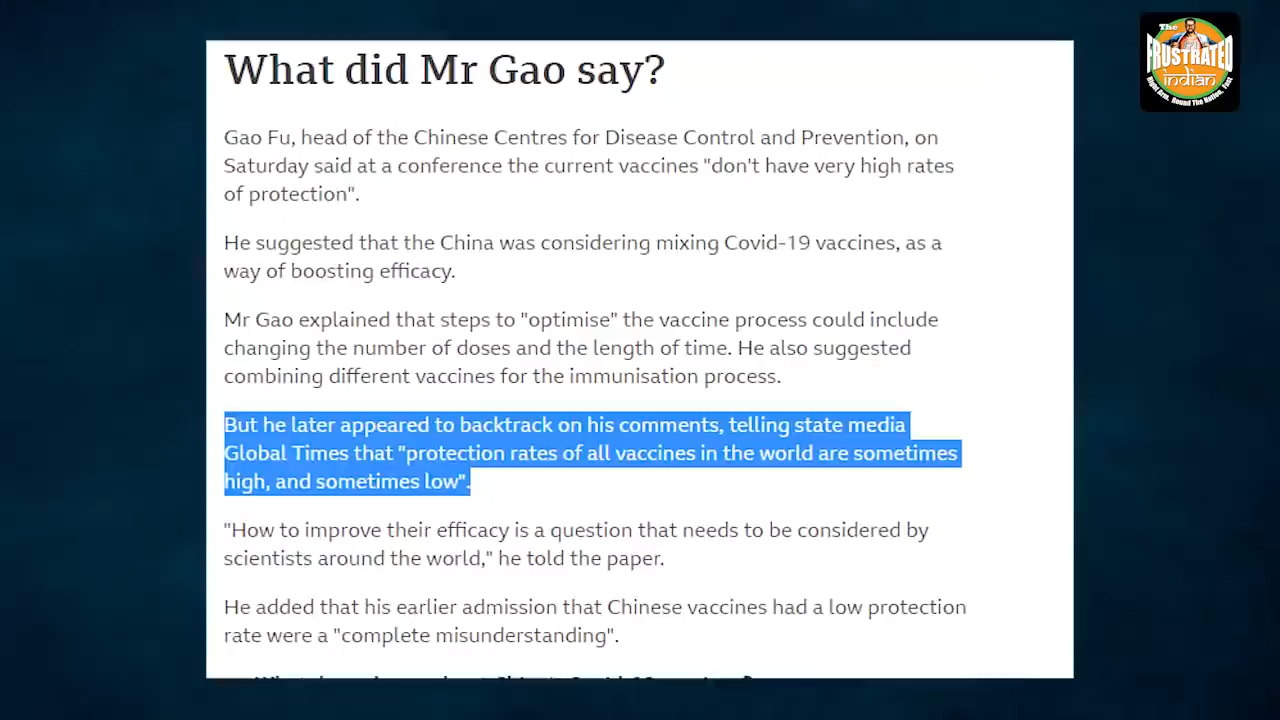 The
FRUSTRATED
indian
Right Arm. Round The Wicket. Fast
What did Mr Gao say?
Gao Fu, head of the Chinese Centres for Disease Control and Prevention, on
Saturday said at a conference the current vaccines "don't have very high rates
of protection".
He suggested that the China was considering mixing Covid-19 vaccines, as a
way of boosting efficacy.
Mr Gao explained that steps to "optimise" the vaccine process could include
changing the number of doses and the length of time. He also suggested
combining different vaccines for the immunisation process.
But he later appeared to backtrack on his comments, telling state media
Global Times that "protection rates of all vaccines in the world are sometimes
high, and sometimes low".
"How to improve their efficacy is a question that needs to be considered by
scientists around the world," he told the paper.
He added that his earlier admission that Chinese vaccines had a low protection
rate were a "complete misunderstanding".